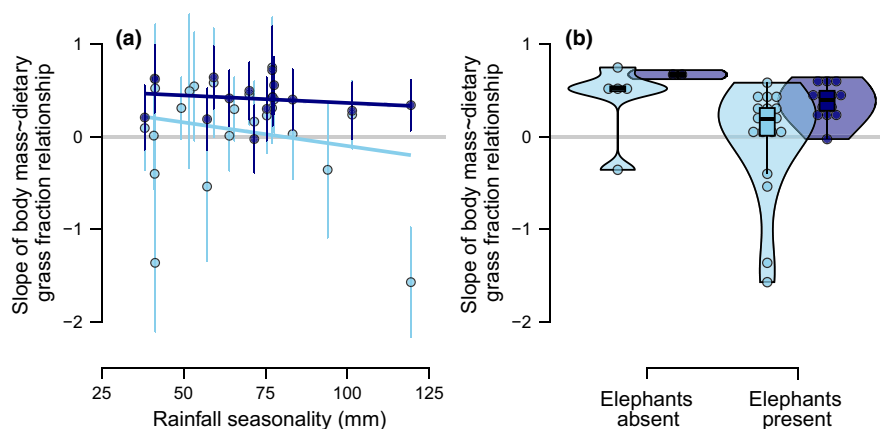 (a)
Slope of body mass~dietary
grass fraction relationship
1
0
−1
−2
25
50
75
100
125
Rainfall seasonality (mm)
(b)
Slope of body mass~dietary
grass fraction relationship
1
0
−1
−2
Elephants
absent
Elephants
present